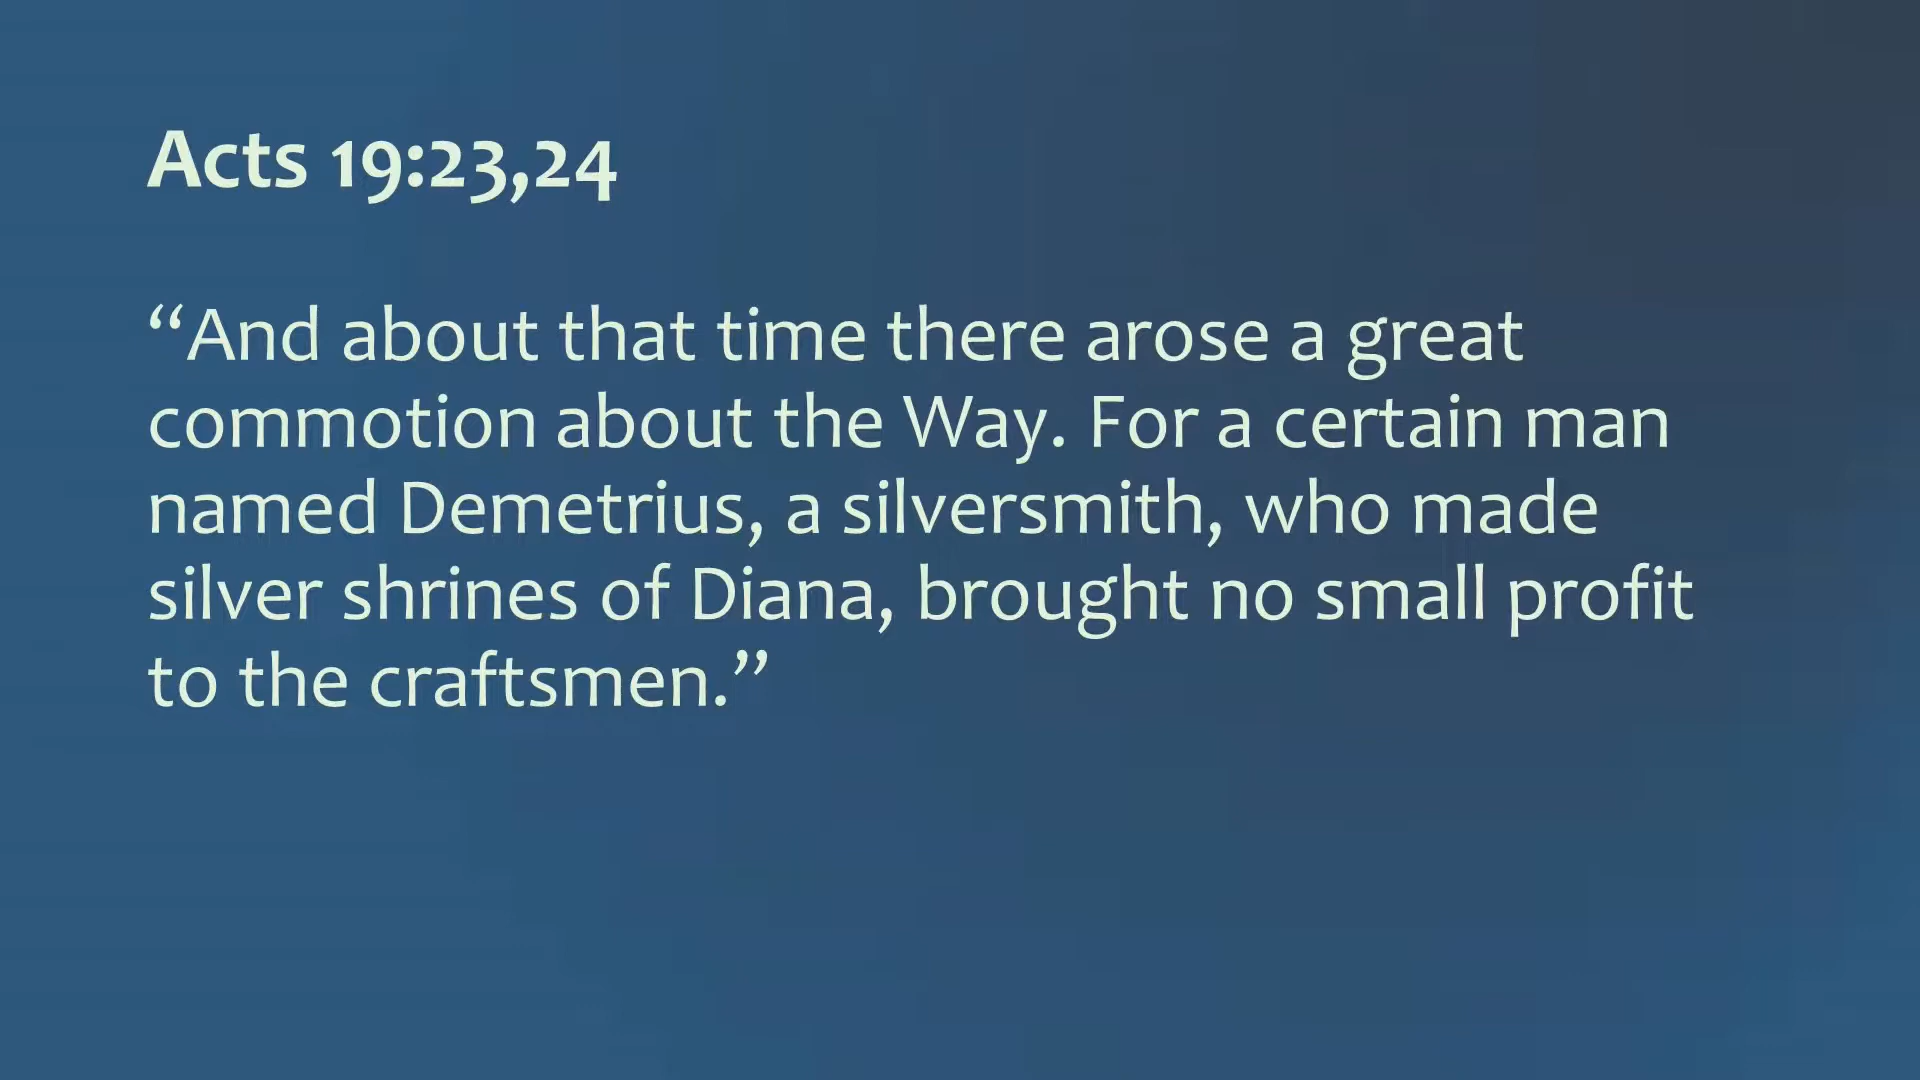 Acts 19:23,24
“And about that time there arose a great
commotion about the Way. For a certain man
named Demetrius, a silversmith, who made
silver shrines of Diana, brought no small profit
to the craftsmen.”